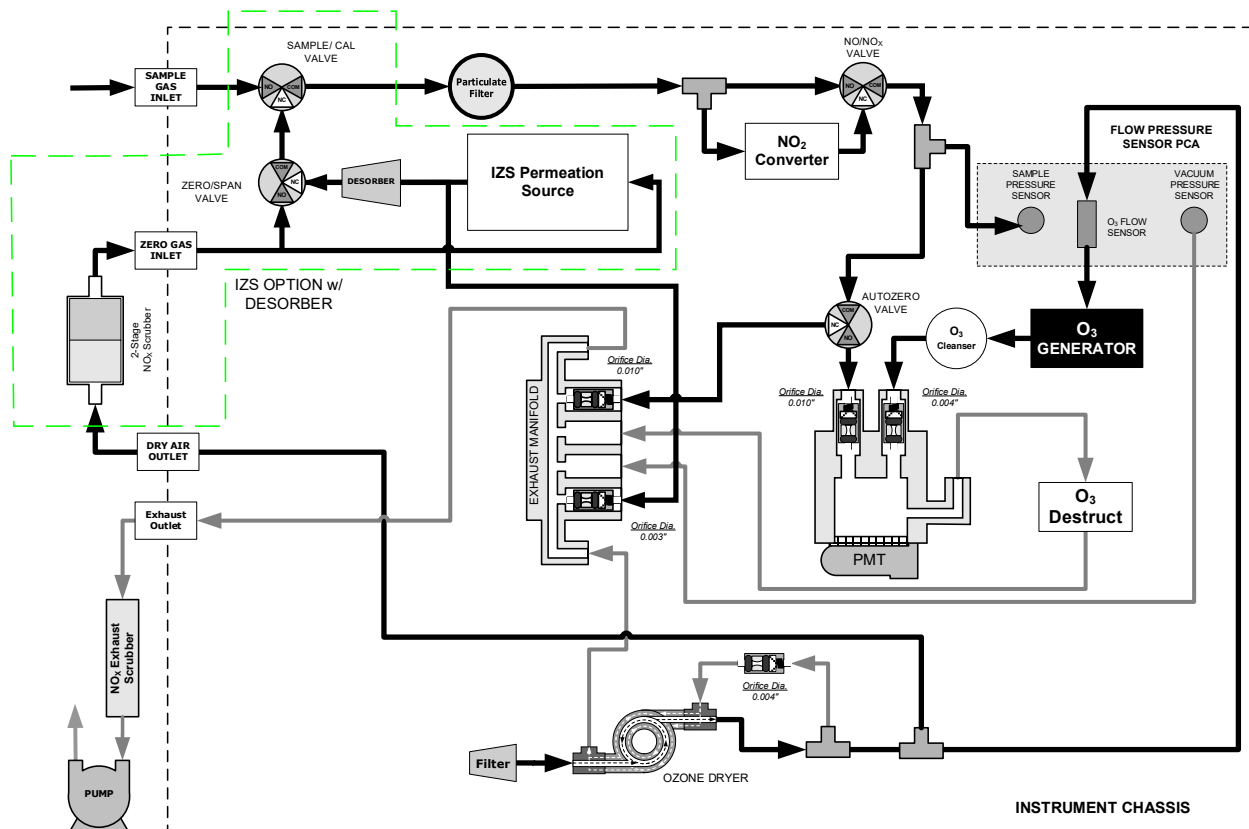 SAMPLE/ CAL
VALVE
NO/NOX
VALVE
SAMPLE
GAS
INLET
NO
COM
NC
Particulate
Filter
NO
COM
NC
FLOW PRESSURE
SENSOR PCA
NO2
Converter
SAMPLE
PRESSURE
SENSOR
VACUUM
PRESSURE
SENSOR
O3 FLOW
SENSOR
ZERO/SPAN
VALVE
COM
NC
NO
DESORBER
IZS Permeation
Source
ZERO GAS
INLET
IZS OPTION w/
DESORBER
2-Stage
NOX Scrubber
AUTOZERO
VALVE
COM
NC
NO
O3
Cleanser
O3
GENERATOR
Orifice Dia.
0.010"
Orifice Dia.
0.010"
Orifice Dia.
0.004"
EXHAUST MANIFOLD
DRY AIR
OUTLET
Exhaust
Outlet
Orifice Dia.
0.003"
O3
Destruct
PMT
NOX Exhaust
Scrubber
Orifice Dia.
0.004"
Filter
OZONE DRYER
PUMP
INSTRUMENT CHASSIS